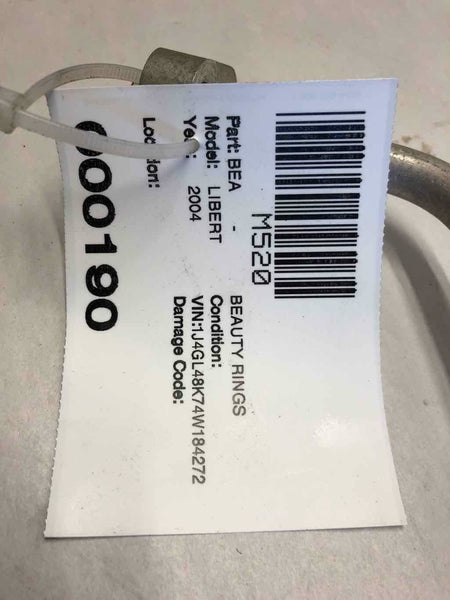 M520
Part: BEA - BEAUTY RINGS
Model: LIBERT Condition:
Year: 2004 VIN:1J4GL48K74W184272
Damage Code:
Location:
000190